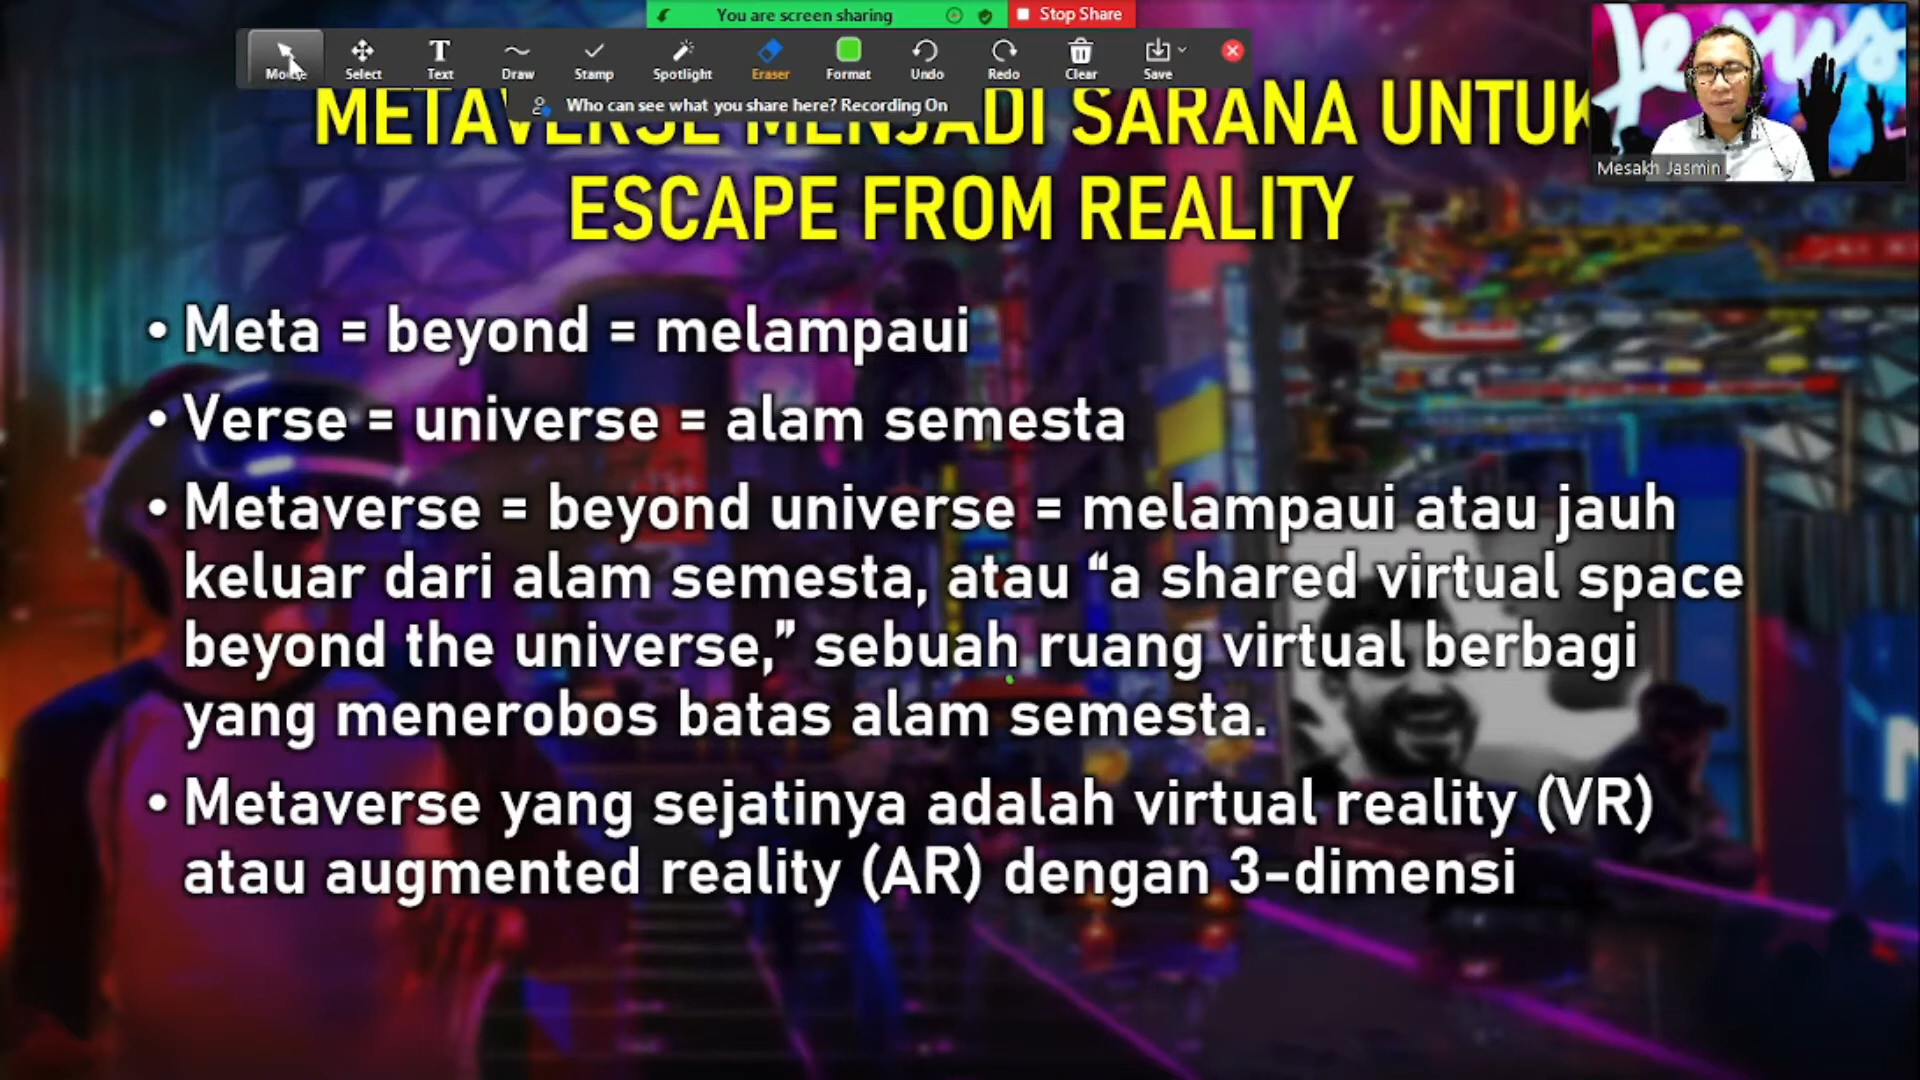 You are screen sharing
Stop Share
Mouse
Select
Text
Draw
Stamp
Spotlight
Eraser
Format
Undo
Redo
Clear
Save
Who can see what you share here? Recording On
Jesus
Mesakh Jasmin
METAVERSE MENJADI SARANA UNTUK
ESCAPE FROM REALITY
• Meta = beyond = melampaui
• Verse = universe = alam semesta
• Metaverse = beyond universe = melampaui atau jauh
keluar dari alam semesta, atau “a shared virtual space
beyond the universe,” sebuah ruang virtual berbagi
yang menerobos batas alam semesta.
• Metaverse yang sejatinya adalah virtual reality (VR)
atau augmented reality (AR) dengan 3-dimensi